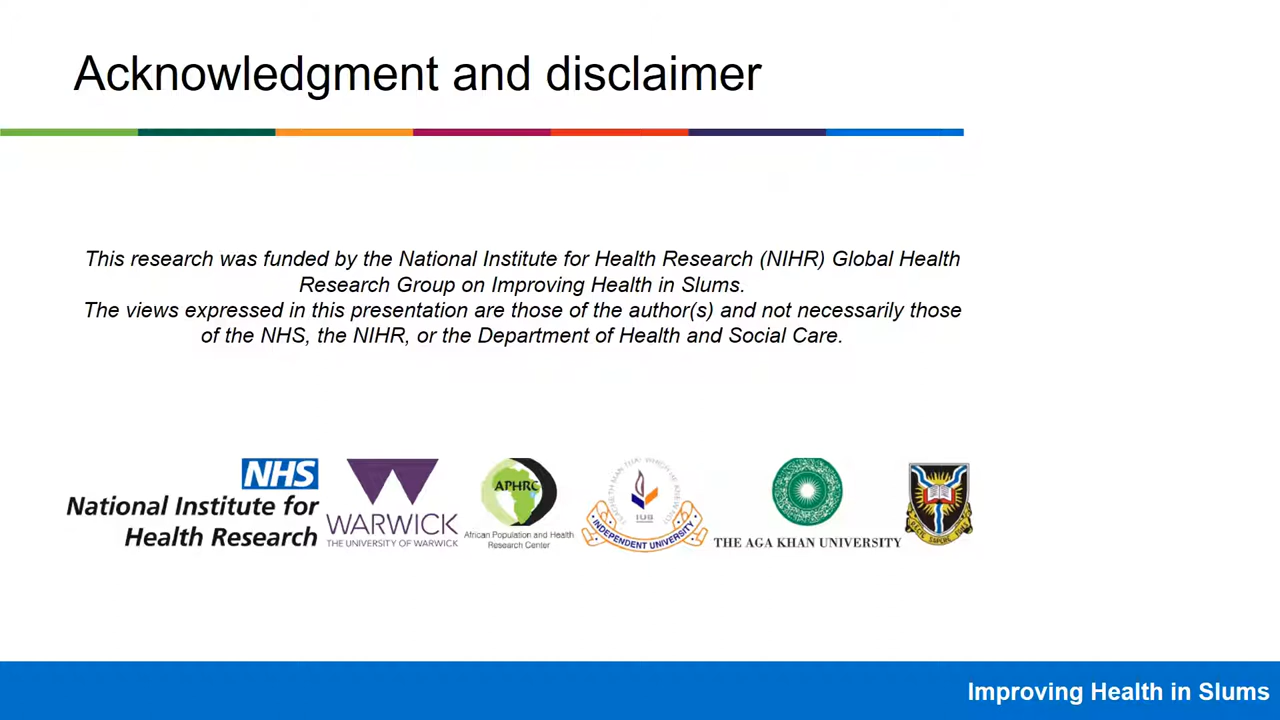 Acknowledgment and disclaimer
This research was funded by the National Institute for Health Research (NIHR) Global Health
Research Group on Improving Health in Slums.
The views expressed in this presentation are those of the author(s) and not necessarily those
of the NHS, the NIHR, or the Department of Health and Social Care.
NHS
National Institute for
Health Research
WARWICK
THE UNIVERSITY OF WARWICK
APHRC
African Population and Health
Research Center
IUB
INDEPENDENT UNIVERSITY
THE AGA KHAN UNIVERSITY
Improving Health in Slums